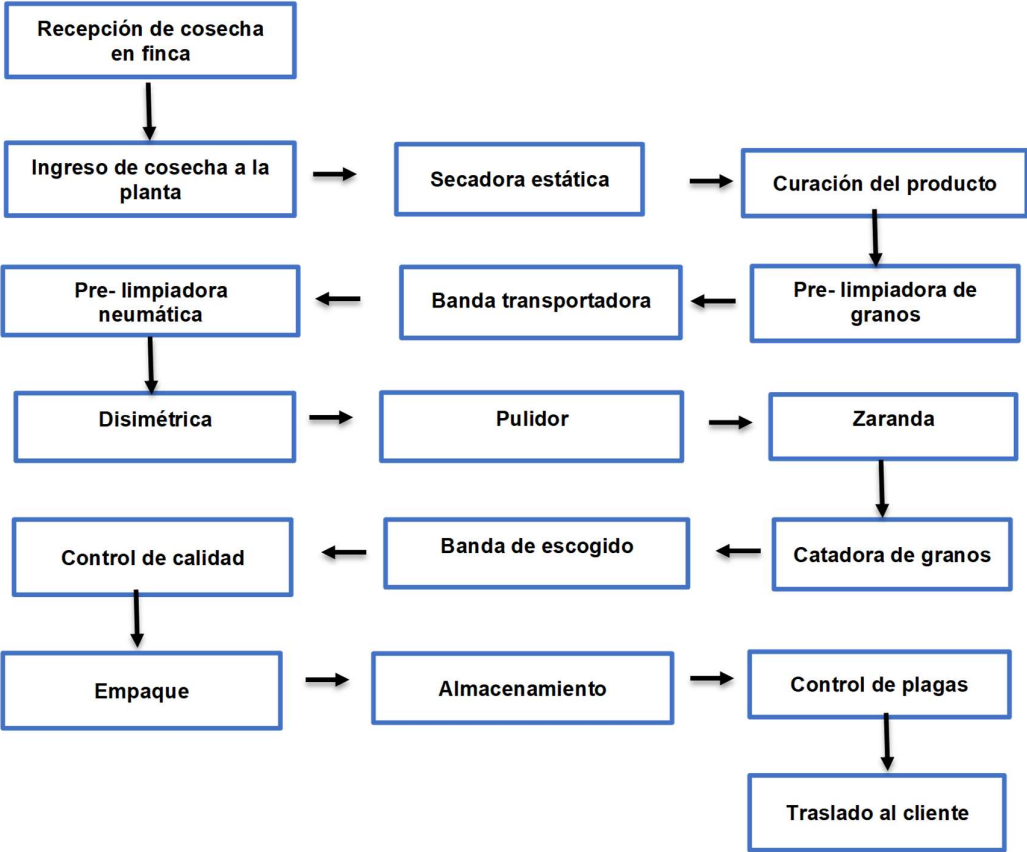 Recepción de cosecha
en finca
Ingreso de cosecha a la
planta
Secadora estática
Curación del producto
Pre- limpiadora de
granos
Banda transportadora
Pre- limpiadora
neumática
Disimétrica
Pulidor
Zaranda
Catadora de granos
Banda de escogido
Control de calidad
Empaque
Almacenamiento
Control de plagas
Traslado al cliente